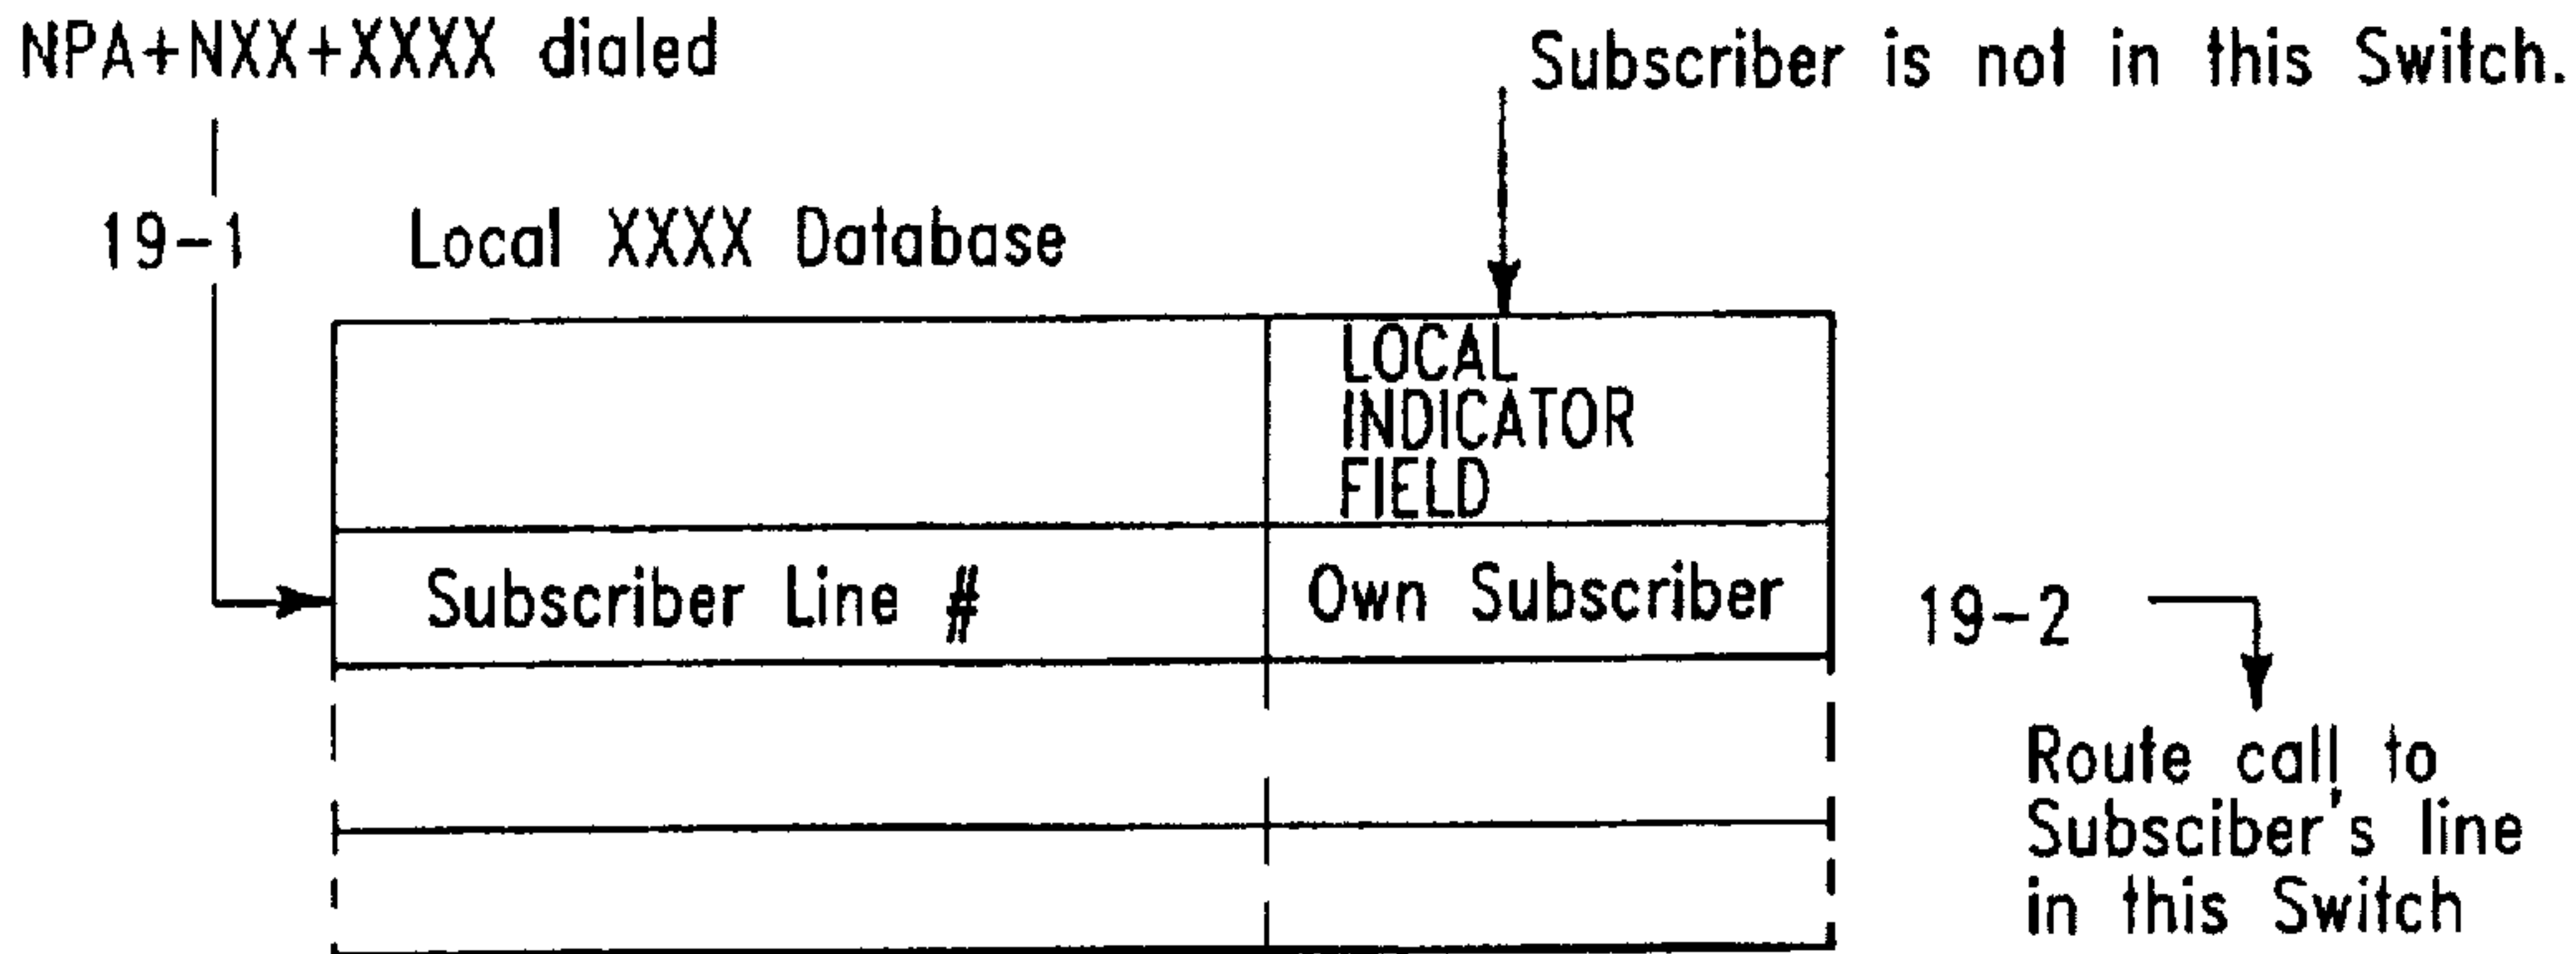 NPA+NXX+XXXX dialed
Subscriber is not in this Switch.
19-1
Local XXXX Database
LOCAL
INDICATOR
FIELD
Subscriber Line #
Own Subscriber
19-2
Route call to
Subsciber's line
in this Switch